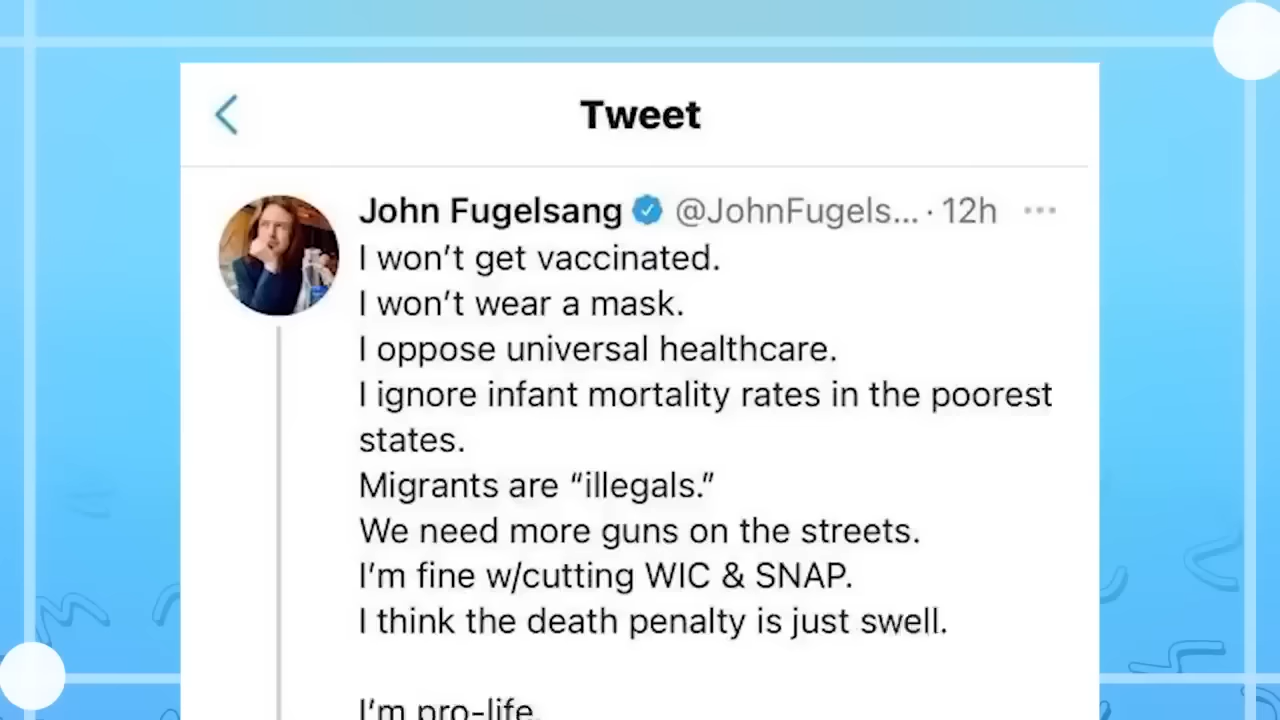 Tweet
John Fugelsang @JohnFugels... · 12h
I won’t get vaccinated.
I won’t wear a mask.
I oppose universal healthcare.
I ignore infant mortality rates in the poorest
states.
Migrants are “illegals.”
We need more guns on the streets.
I’m fine w/cutting WIC & SNAP.
I think the death penalty is just swell.
I’m pro-life.